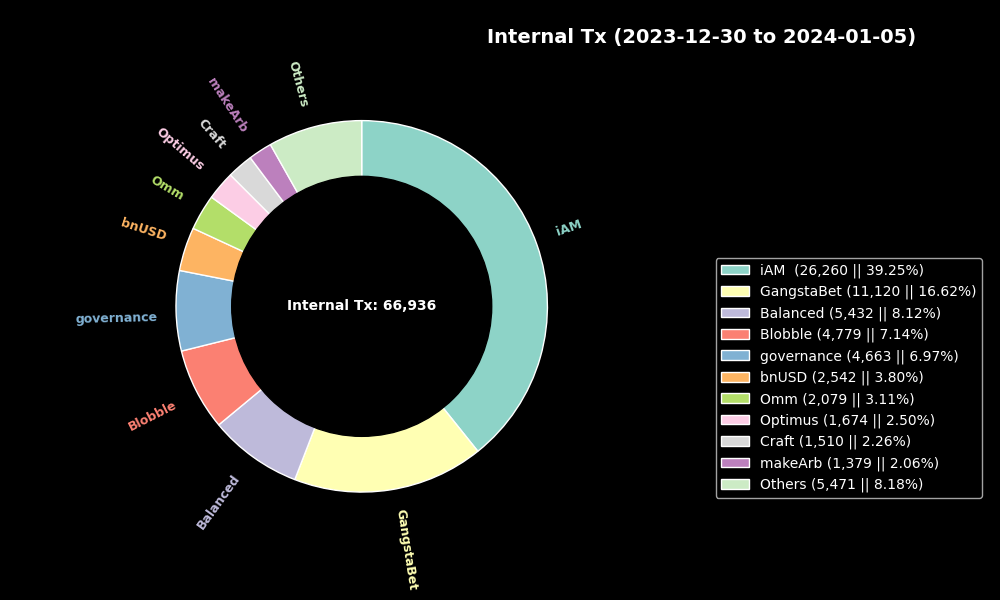 Internal Tx (2023-12-30 to 2024-01-05)
Others
makeArb
Craft
Optimus
Omm
bnUSD
governance
Blobble
Balanced
GangstaBet
iAM
Internal Tx: 66,936
iAM  (26,260 || 39.25%)
GangstaBet (11,120 || 16.62%)
Balanced (5,432 || 8.12%)
Blobble (4,779 || 7.14%)
governance (4,663 || 6.97%)
bnUSD (2,542 || 3.80%)
Omm (2,079 || 3.11%)
Optimus (1,674 || 2.50%)
Craft (1,510 || 2.26%)
makeArb (1,379 || 2.06%)
Others (5,471 || 8.18%)